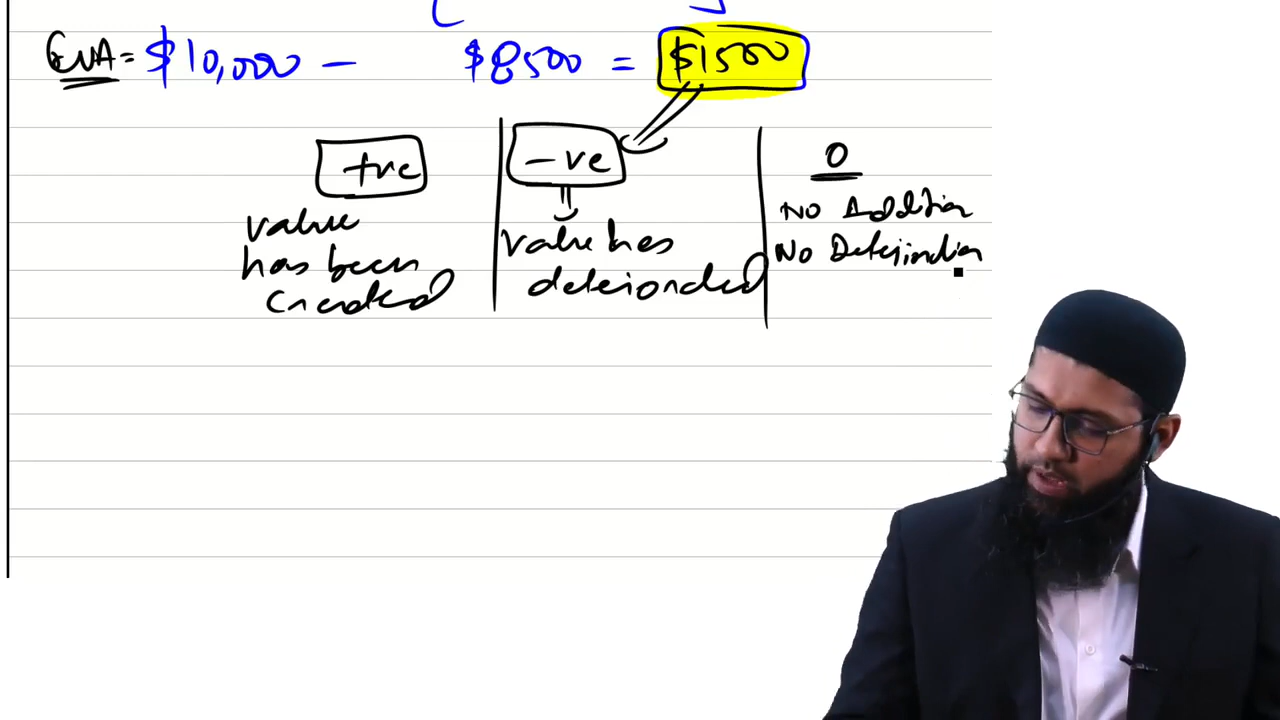 EVA = $10,000 - $8500 = $1500
+ve
value
has been
created
-ve
value has
deteriorated
0
No Addition
No Deterioration